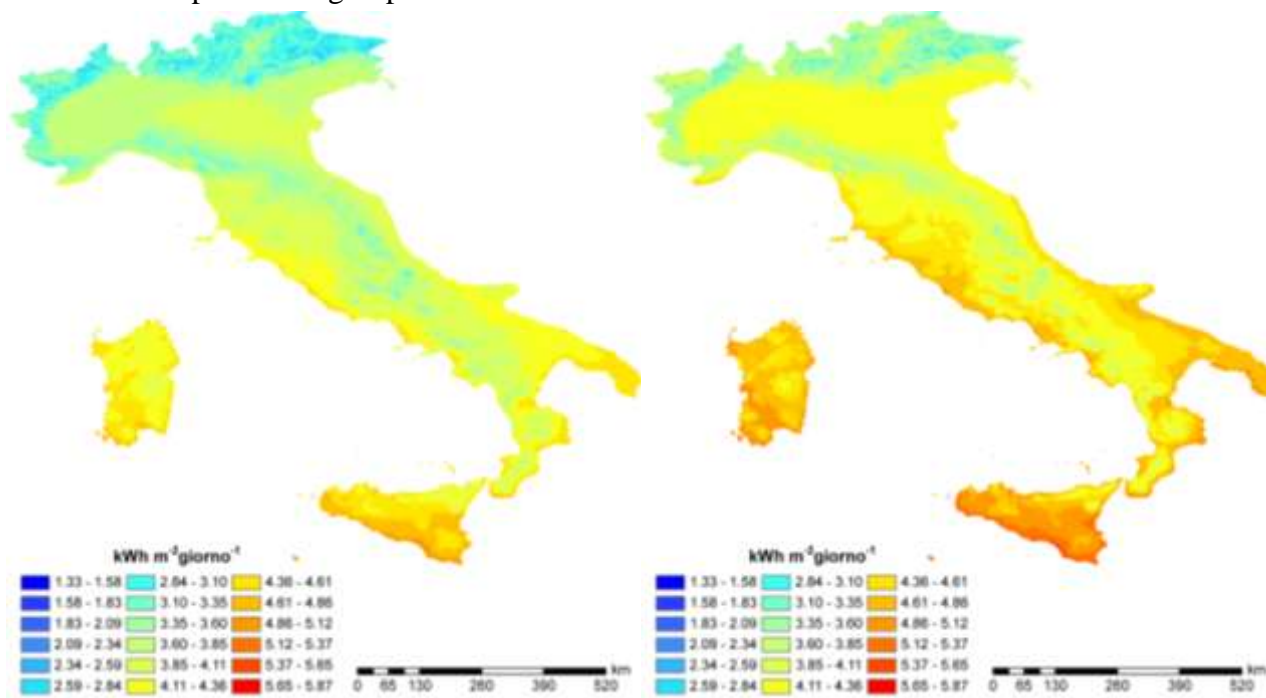 kWh m⁻²giorno⁻¹
1.33 - 1.58 2.84 - 3.10 4.36 - 4.61
1.58 - 1.83 3.10 - 3.35 4.61 - 4.86
1.83 - 2.09 3.35 - 3.60 4.86 - 5.12
2.09 - 2.34 3.60 - 3.85 5.12 - 5.37
2.34 - 2.59 3.85 - 4.11 5.37 - 5.65
2.59 - 2.84 4.11 - 4.36 5.65 - 5.87
km
0 65 130 260 390 520
kWh m⁻²giorno⁻¹
1.33 - 1.58 2.84 - 3.10 4.36 - 4.61
1.58 - 1.83 3.10 - 3.35 4.61 - 4.86
1.83 - 2.09 3.35 - 3.60 4.86 - 5.12
2.09 - 2.34 3.60 - 3.85 5.12 - 5.37
2.34 - 2.59 3.85 - 4.11 5.37 - 5.65
2.59 - 2.84 4.11 - 4.36 5.65 - 5.87
km
0 65 130 260 390 520